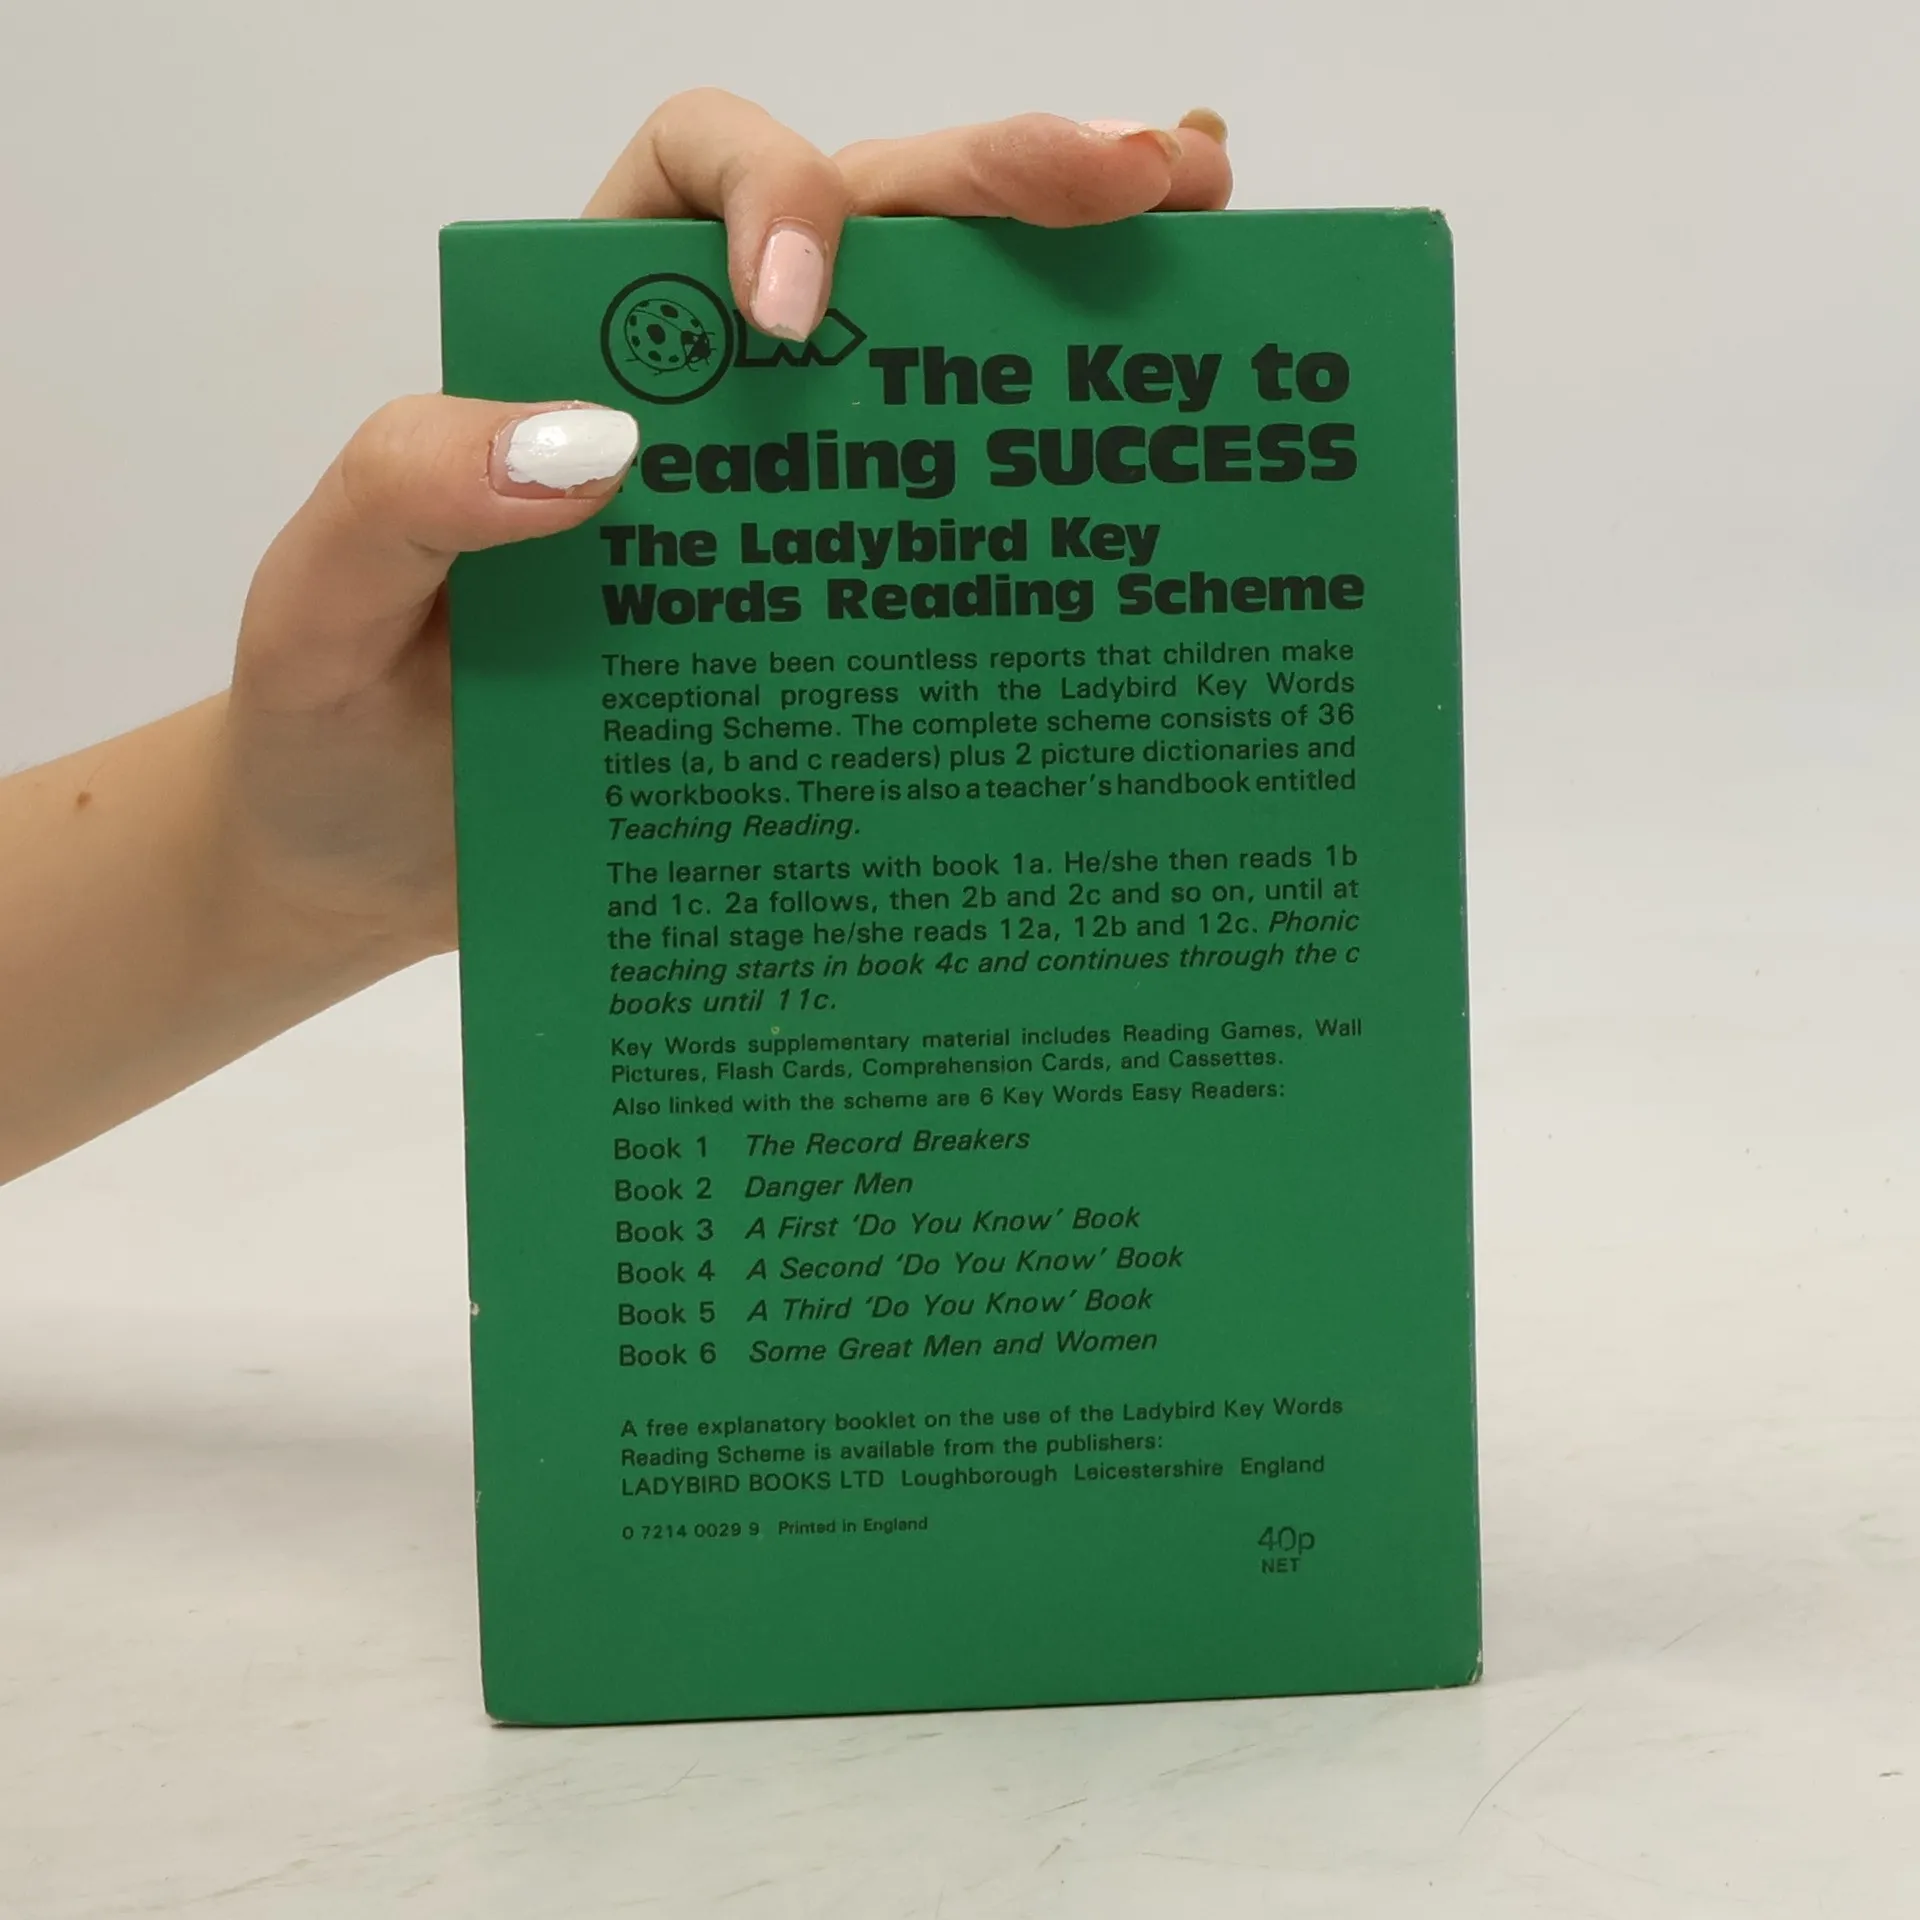 The Key to
reading SUCCESS
The Ladybird Key
Words Reading Scheme
There have been countless reports that children make
exceptional progress with the Ladybird Key Words
Reading Scheme. The complete scheme consists of 36
titles (a, b and c readers) plus 2 picture dictionaries and
6 workbooks. There is also a teacher's handbook entitled
Teaching Reading.
The learner starts with book 1a. He/she then reads 1b
and 1c. 2a follows, then 2b and 2c and so on, until at
the final stage he/she reads 12a, 12b and 12c. Phonic
teaching starts in book 4c and continues through the c
books until 11c.
Key Words supplementary material includes Reading Games, Wall
Pictures, Flash Cards, Comprehension Cards, and Cassettes.
Also linked with the scheme are 6 Key Words Easy Readers:
Book 1 The Record Breakers
Book 2 Danger Men
Book 3 A First 'Do You Know' Book
Book 4 A Second 'Do You Know' Book
Book 5 A Third 'Do You Know' Book
Book 6 Some Great Men and Women
A free explanatory booklet on the use of the Ladybird Key Words
Reading Scheme is available from the publishers:
LADYBIRD BOOKS LTD Loughborough Leicestershire England
0 7214 0029 9 Printed in England
40p
NET